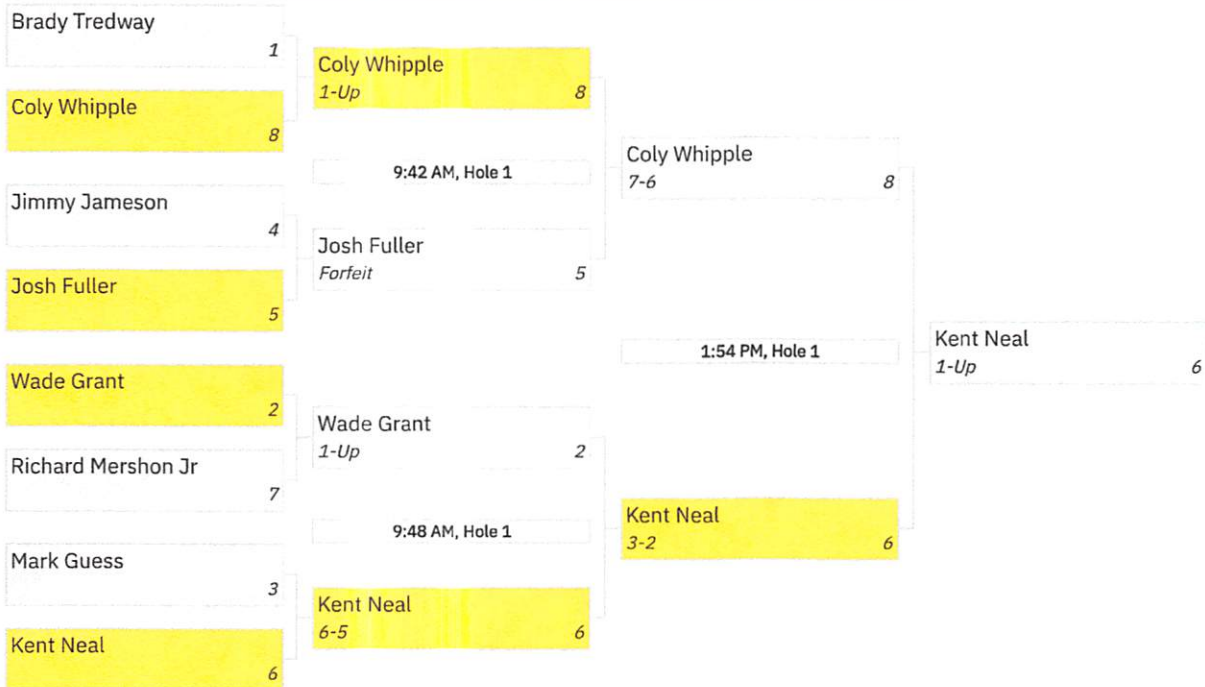 Brady Tredway
1
Coly Whipple
8
Jimmy Jameson
4
Josh Fuller
5
Wade Grant
2
Richard Mershon Jr
7
Mark Guess
3
Kent Neal
6
Coly Whipple
1-Up 8
9:42 AM, Hole 1
Josh Fuller
Forfeit 5
Wade Grant
1-Up 2
9:48 AM, Hole 1
Kent Neal
6-5 6
Coly Whipple
7-6 8
1:54 PM, Hole 1
Kent Neal
3-2 6
Kent Neal
1-Up 6